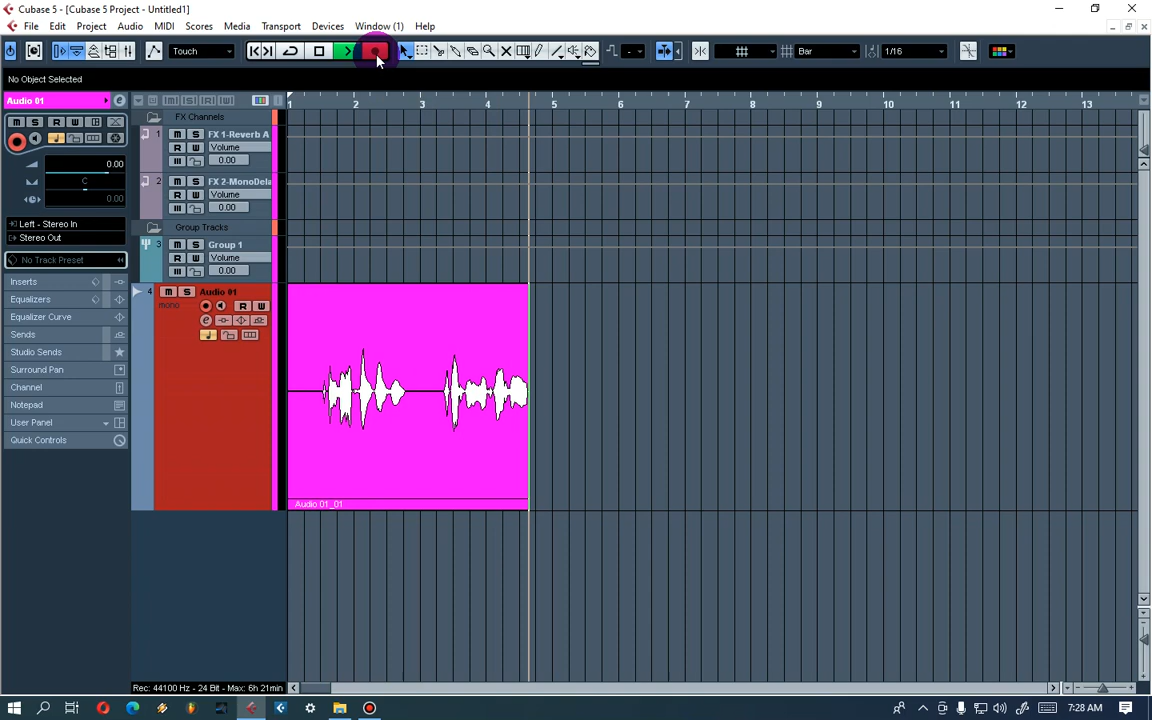 Cubase 5 - [Cubase 5 Project - Untitled1]
File Edit Project Audio MIDI Scores Media Transport Devices Window (1) Help
Touch Bar 1/16
No Object Selected
Audio 01
1 2 3 4 5 6 7 8 9 10 11 12 13
FX Channels
1 M S FX 1-Reverb A
R W Volume
0.00
2 M S FX 2-MonoDela
R W Volume
0.00
Group Tracks
3 M S Group 1
R W Volume
0.00
4 M S Audio 01
mono R W
M S R W
0.00
C
0.00
Left - Stereo In
Stereo Out
No Track Preset
Inserts
Equalizers
Equalizer Curve
Sends
Studio Sends
Surround Pan
Channel
Notepad
User Panel
Quick Controls
Audio 01_01
Rec: 44100 Hz - 24 Bit - Max: 6h 21min
7:28 AM